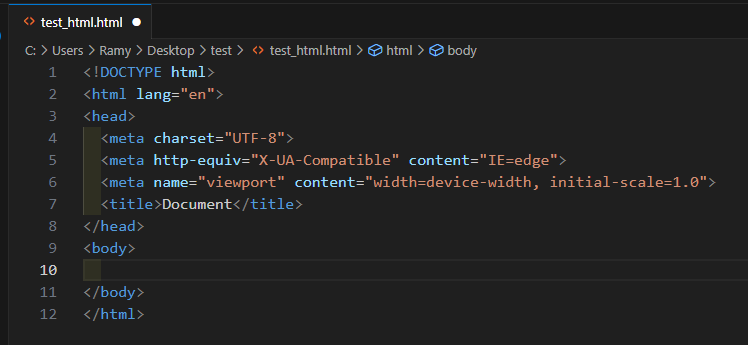 test_html.html
C: > Users > Ramy > Desktop > test > test_html.html > html > body
1 <!DOCTYPE html>
2 <html lang="en">
3 <head>
4 <meta charset="UTF-8">
5 <meta http-equiv="X-UA-Compatible" content="IE=edge">
6 <meta name="viewport" content="width=device-width, initial-scale=1.0">
7 <title>Document</title>
8 </head>
9 <body>
10
11 </body>
12 </html>